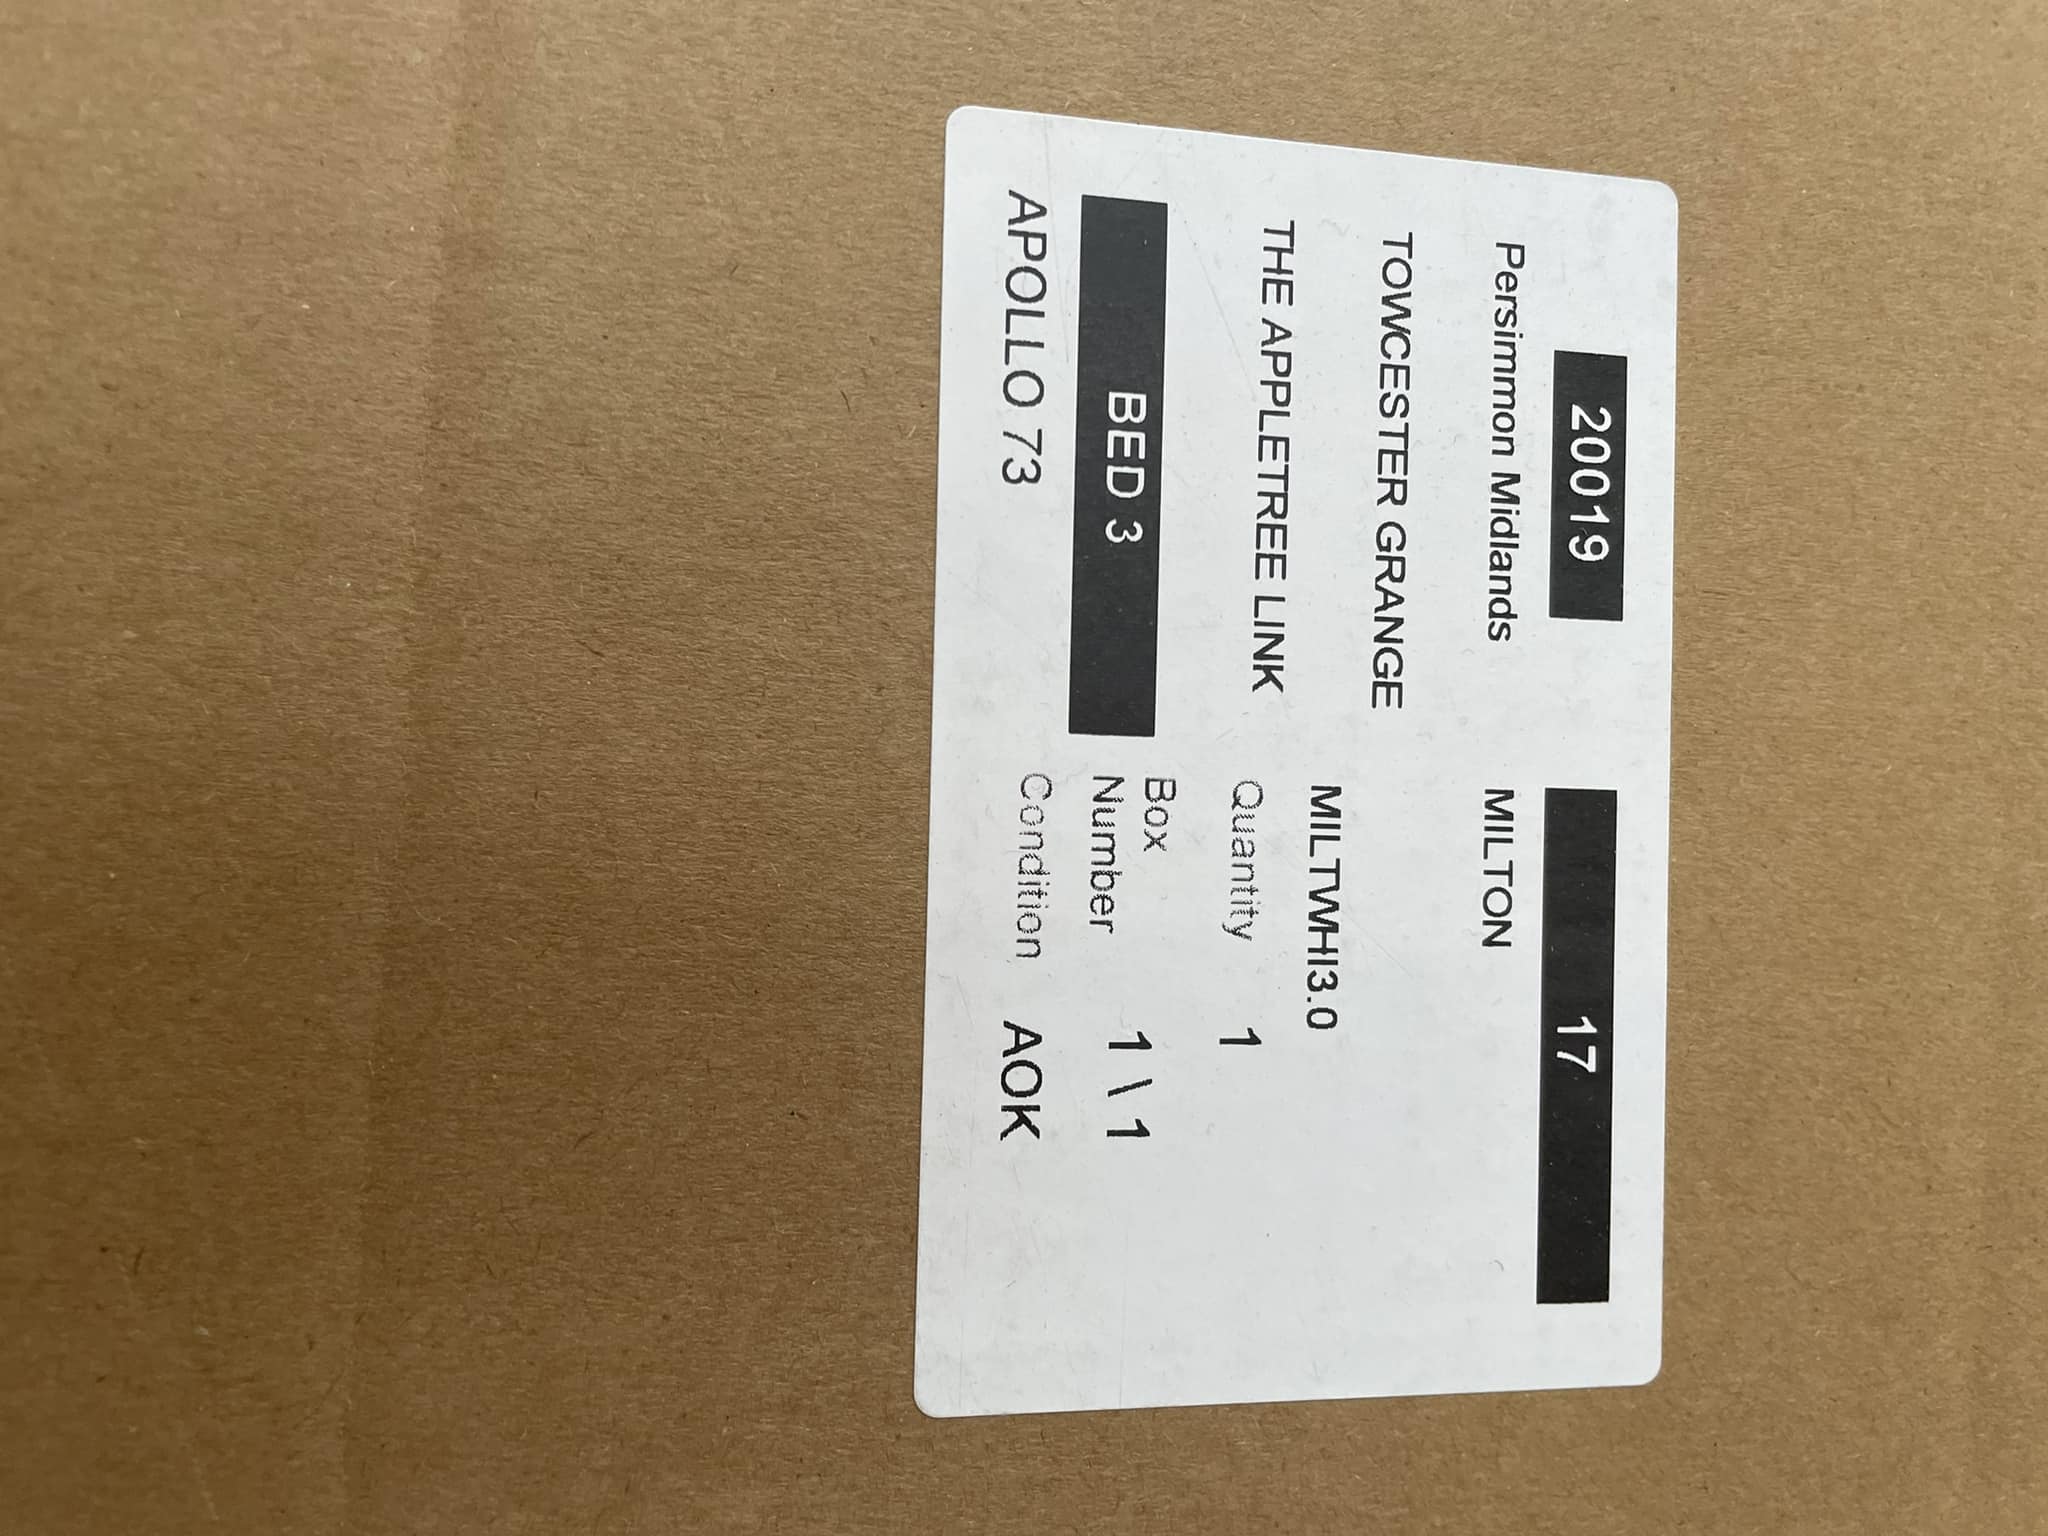 20019
Persimmon Midlands
TOWCESTER GRANGE
THE APPLETREE LINK
BED 3
APOLLO 73
17
MILTON
MILTWHI3.0
Quantity 1
Box
Number 1 \ 1
Condition AOK